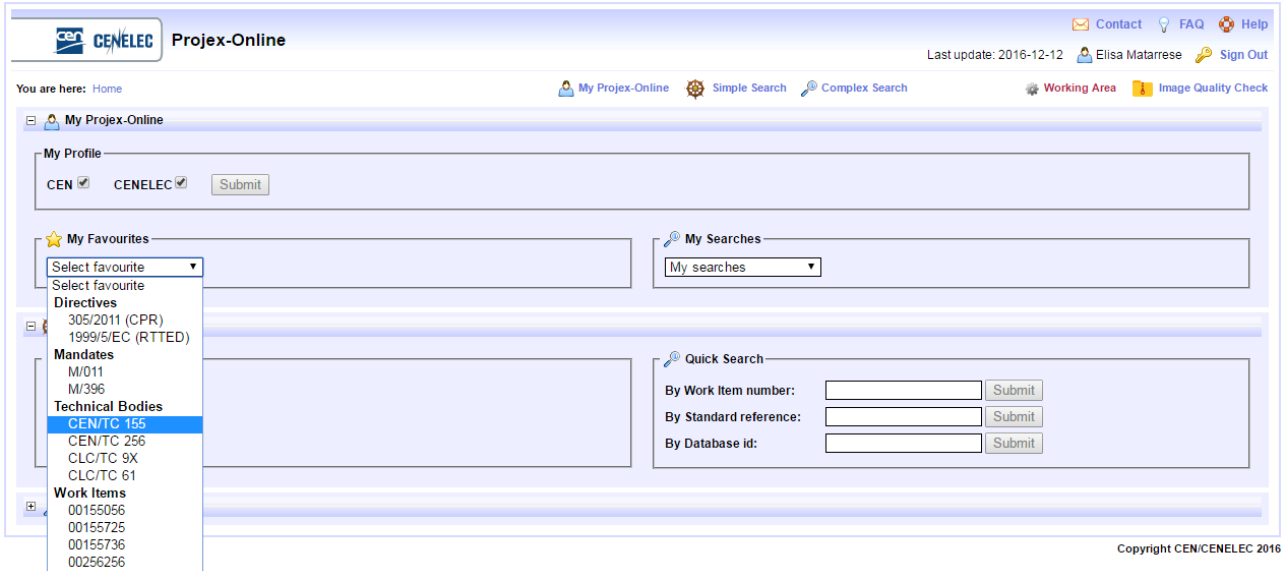 Contact FAQ Help
cen CENELEC Projex-Online
Last update: 2016-12-12 Elisa Matarrese Sign Out
You are here: Home My Projex-Online Simple Search Complex Search Working Area Image Quality Check
My Projex-Online
My Profile
CEN CENELEC Submit
My Favourites
Select favourite
Select favourite
Directives
305/2011 (CPR)
1999/5/EC (RTTED)
Mandates
M/011
M/396
Technical Bodies
CEN/TC 155
CEN/TC 256
CLC/TC 9X
CLC/TC 61
Work Items
00155056
00155725
00155736
00256256
My Searches
My searches
Quick Search
By Work Item number: Submit
By Standard reference: Submit
By Database id: Submit
Copyright CEN/CENELEC 2016